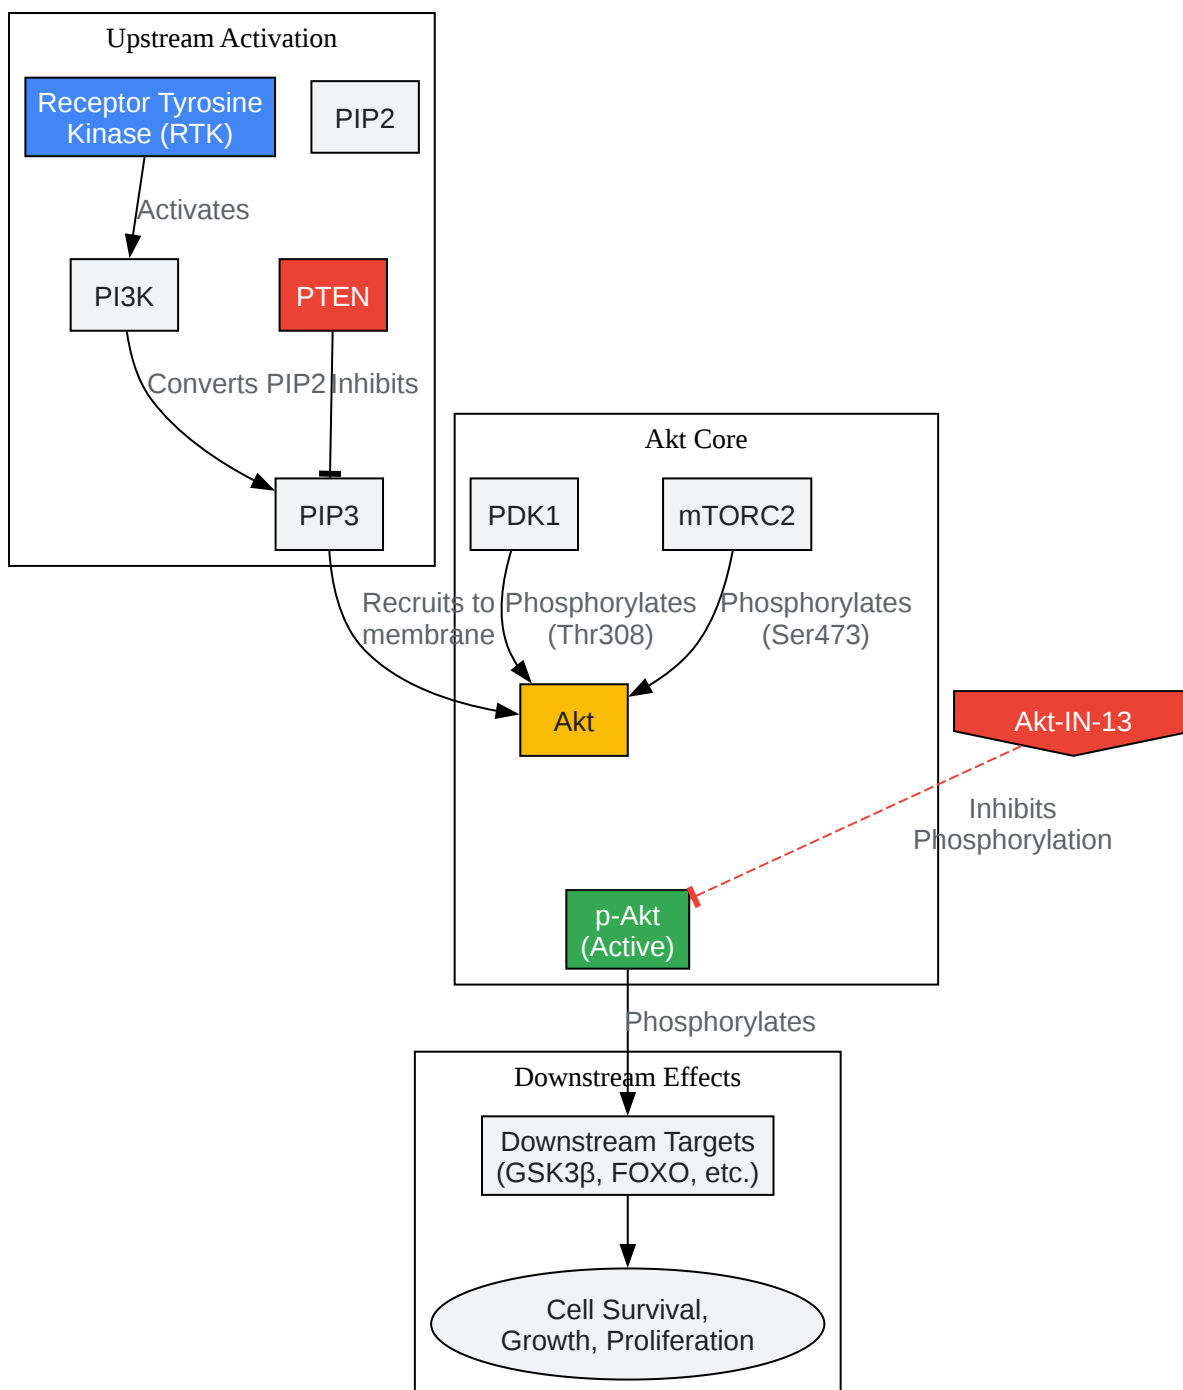 Upstream Activation
Receptor Tyrosine
Kinase (RTK)
PIP2
Activates
PI3K
PTEN
Converts PIP2
Inhibits
PIP3
Akt Core
PDK1
mTORC2
Recruits to
membrane
Phosphorylates
(Thr308)
Phosphorylates
(Ser473)
Akt
Akt-IN-13
Inhibits
Phosphorylation
p-Akt
(Active)
Phosphorylates
Downstream Effects
Downstream Targets
(GSK3β, FOXO, etc.)
Cell Survival,
Growth, Proliferation